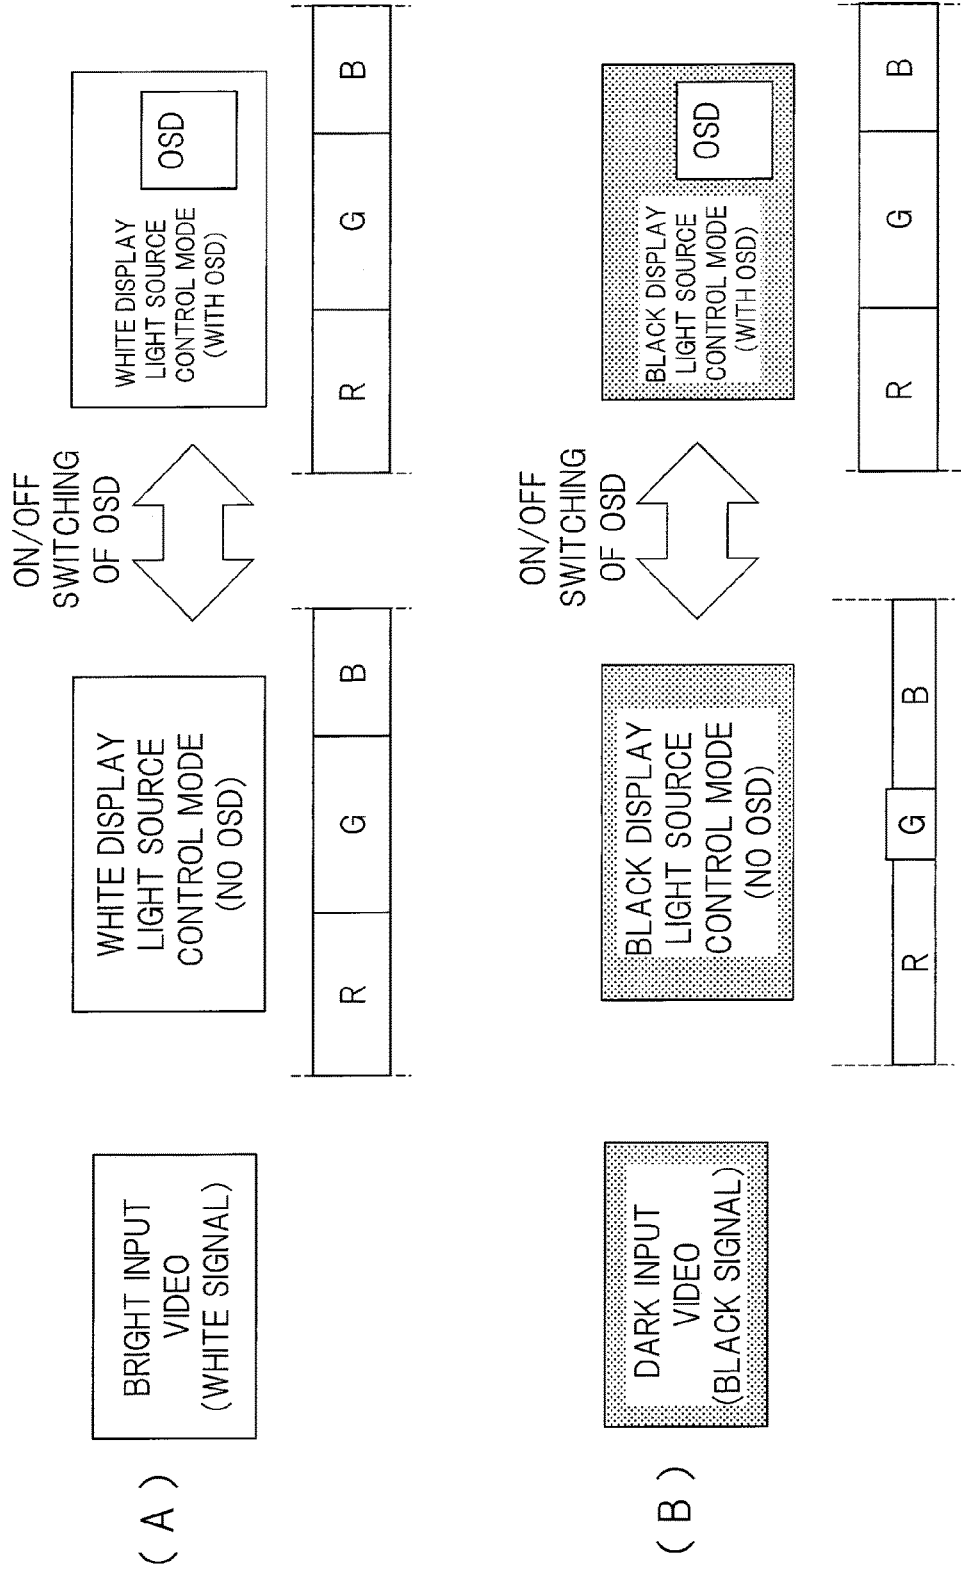 ( A )
BRIGHT INPUT
VIDEO
(WHITE SIGNAL)
WHITE DISPLAY
LIGHT SOURCE
CONTROL MODE
(NO OSD)
R
G
B
ON/OFF
SWITCHING
OF OSD
WHITE DISPLAY
LIGHT SOURCE
CONTROL MODE
(WITH OSD)
OSD
R
G
B
( B )
DARK INPUT
VIDEO
(BLACK SIGNAL)
BLACK DISPLAY
LIGHT SOURCE
CONTROL MODE
(NO OSD)
R
G
B
ON/OFF
SWITCHING
OF OSD
BLACK DISPLAY
LIGHT SOURCE
CONTROL MODE
(WITH OSD)
OSD
R
G
B